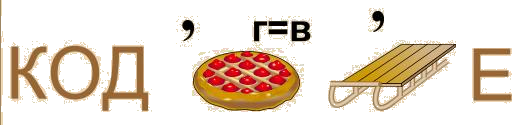 КОД , г=в , Е